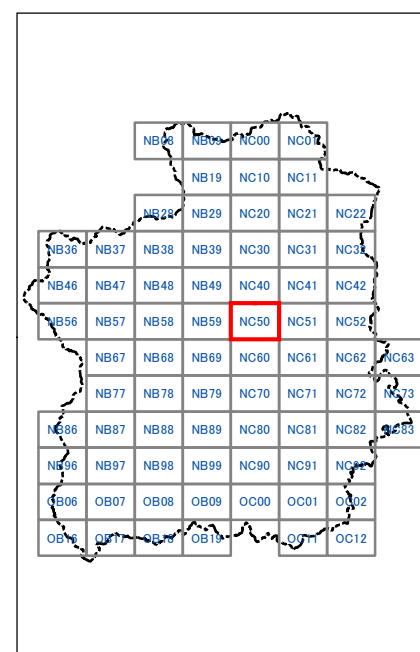 NB08 NB09 NC00 NC01
NB19 NC10 NC11
NB28 NB29 NC20 NC21 NC22
NB36 NB37 NB38 NB39 NC30 NC31 NC32
NB46 NB47 NB48 NB49 NC40 NC41 NC42
NB56 NB57 NB58 NB59 NC50 NC51 NC52
NB67 NB68 NB69 NC60 NC61 NC62 NC63
NB77 NB78 NB79 NC70 NC71 NC72 NC73
NB86 NB87 NB88 NB89 NC80 NC81 NC82 NC83
NB96 NB97 NB98 NB99 NC90 NC91 NC92
OB06 OB07 OB08 OB09 OC00 OC01 OC02
OB16 OB17 OB18 OB19 OC11 OC12